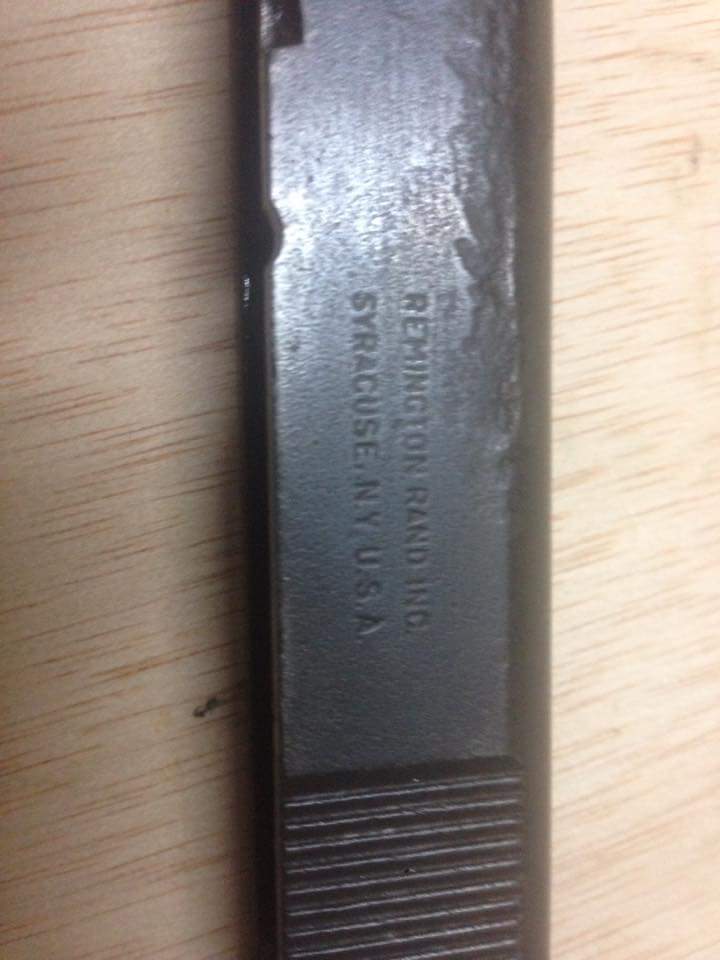 REMINGTON RAND INC.
SYRACUSE, N.Y. U.S.A